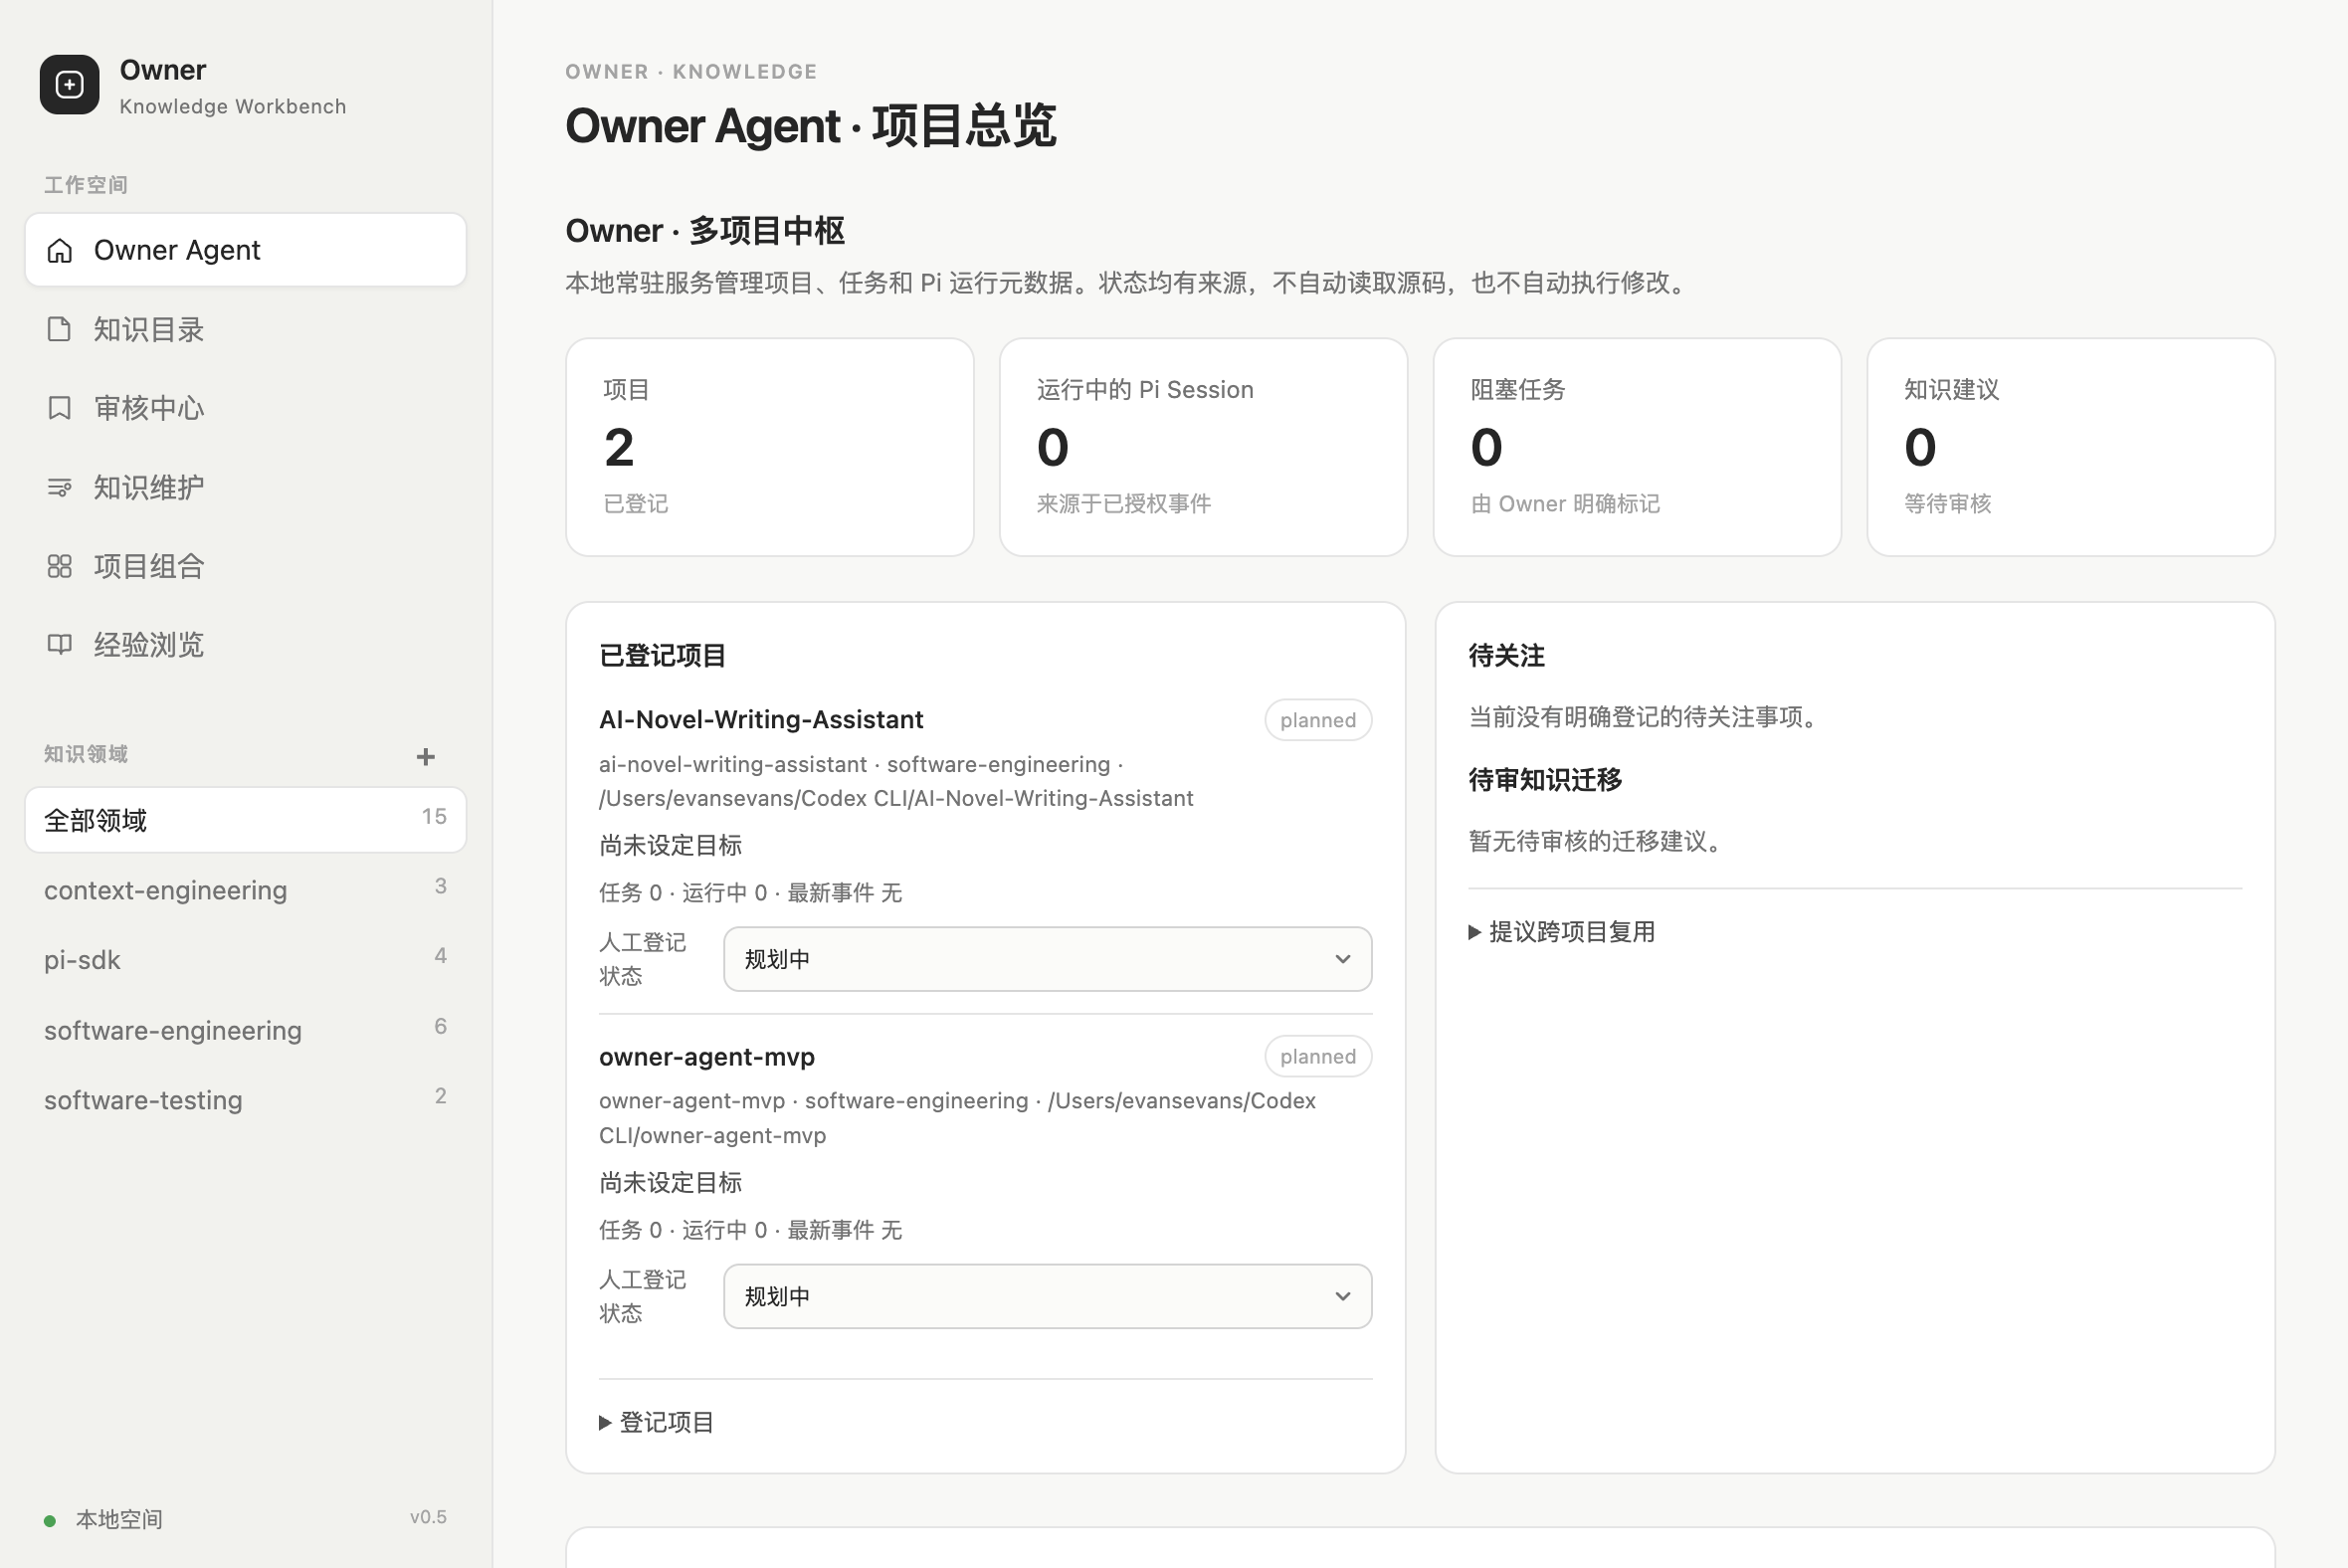 Owner
Knowledge Workbench
工作空间
Owner Agent
知识目录
审核中心
知识维护
项目组合
经验浏览
知识领域
+
全部领域 15
context-engineering 3
pi-sdk 4
software-engineering 6
software-testing 2
本地空间 v0.5
OWNER · KNOWLEDGE
Owner Agent · 项目总览
Owner · 多项目中枢
本地常驻服务管理项目、任务和 Pi 运行元数据。状态均有来源，不自动读取源码，也不自动执行修改。
项目
2
已登记
运行中的 Pi Session
0
来源于已授权事件
阻塞任务
0
由 Owner 明确标记
知识建议
0
等待审核
已登记项目
AI-Novel-Writing-Assistant planned
ai-novel-writing-assistant · software-engineering ·
/Users/evansevans/Codex CLI/AI-Novel-Writing-Assistant
尚未设定目标
任务 0 · 运行中 0 · 最新事件 无
人工登记
状态
规划中
owner-agent-mvp planned
owner-agent-mvp · software-engineering · /Users/evansevans/Codex
CLI/owner-agent-mvp
尚未设定目标
任务 0 · 运行中 0 · 最新事件 无
人工登记
状态
规划中
登记项目
待关注
当前没有明确登记的待关注事项。
待审知识迁移
暂无待审核的迁移建议。
提议跨项目复用